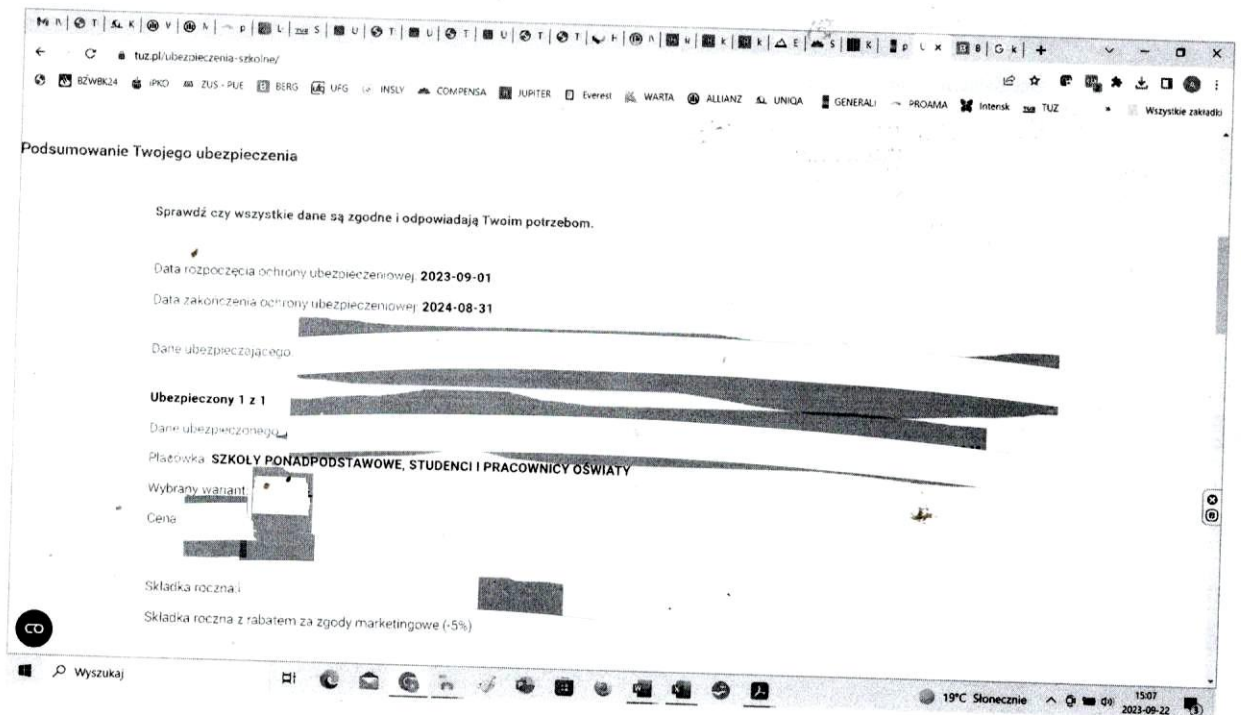 tuz.pl/ubezpieczenia-szkolne/
BZWBK24 iPKO ZUS - PUE BERG UFG INSLY COMPENSA JUPITER Everest WARTA ALLIANZ UNIQA GENERALI PROAMA Interrisk TUZ » Wszystkie zakładki
Podsumowanie Twojego ubezpieczenia
Sprawdź czy wszystkie dane są zgodne i odpowiadają Twoim potrzebom.
Data rozpoczęcia ochrony ubezpieczeniowej: 2023-09-01
Data zakończenia ochrony ubezpieczeniowej: 2024-08-31
Dane ubezpieczającego
Ubezpieczony 1 z 1
Dane ubezpieczonego
Placówka: SZKOŁY PONADPODSTAWOWE, STUDENCI I PRACOWNICY OŚWIATY
Wybrany wariant:
Cena
Składka roczna:
Składka roczna z rabatem za zgody marketingowe (-5%)
Wyszukaj
19°C Słonecznie
15:07
2023-09-22